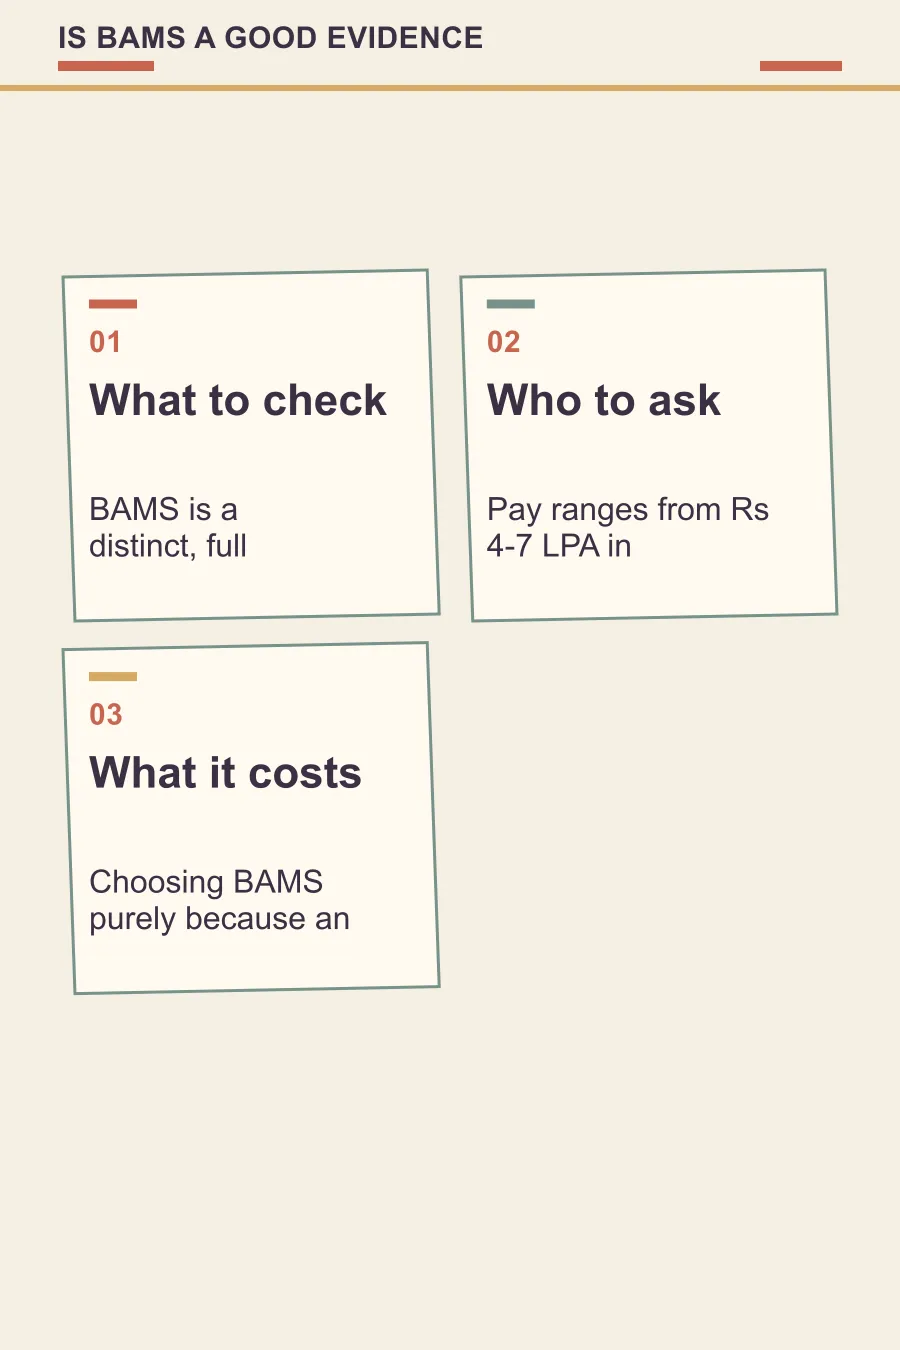 IS BAMS A GOOD EVIDENCE
01
What to check
BAMS is a
distinct, full
02
Who to ask
Pay ranges from Rs
4-7 LPA in
03
What it costs
Choosing BAMS
purely because an